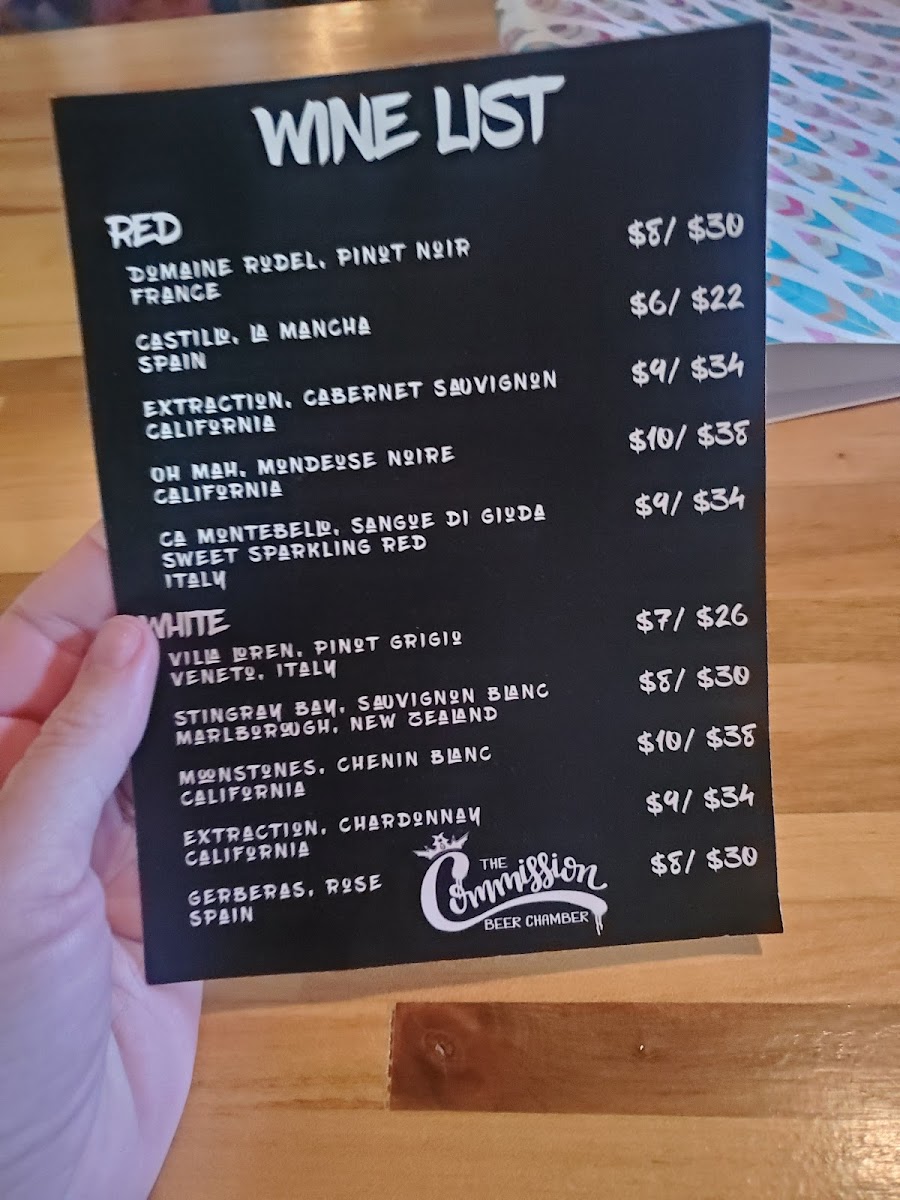 WINE LIST
RED
DOMAINE RODEL, PINOT NOIR $8/ $30
FRANCE
CASTILLO, LA MANCHA $6/ $22
SPAIN
EXTRACTION, CABERNET SAUVIGNON $9/ $34
CALIFORNIA
OH MAH, MONDEUSE NOIRE $10/ $38
CALIFORNIA
CA MONTEBELLO, SANGUE DI GIUDA $9/ $34
SWEET SPARKLING RED
ITALY
WHITE
VILLA LOREN, PINOT GRIGIO $7/ $26
VENETO, ITALY
STINGRAY BAY, SAUVIGNON BLANC $8/ $30
MARLBOROUGH, NEW ZEALAND
MOONSTONES, CHENIN BLANC $10/ $38
CALIFORNIA
EXTRACTION, CHARDONNAY $9/ $34
CALIFORNIA
GERBERAS, ROSE $8/ $30
SPAIN
THE
Commission
BEER CHAMBER